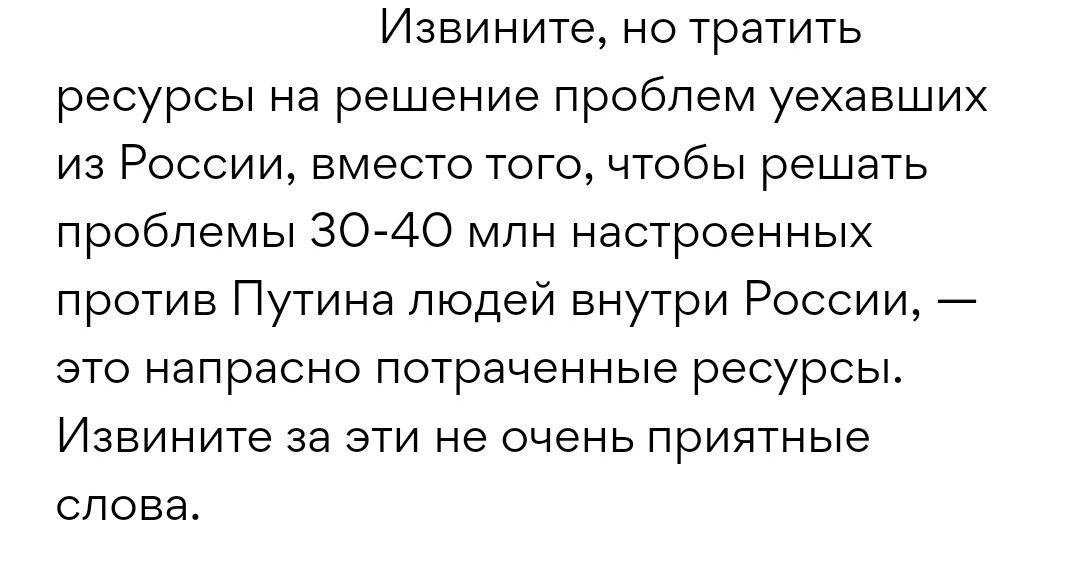 Извините, но тратить
ресурсы на решение проблем уехавших
из России, вместо того, чтобы решать
проблемы 30-40 млн настроенных
против Путина людей внутри России, —
это напрасно потраченные ресурсы.
Извините за эти не очень приятные
слова.